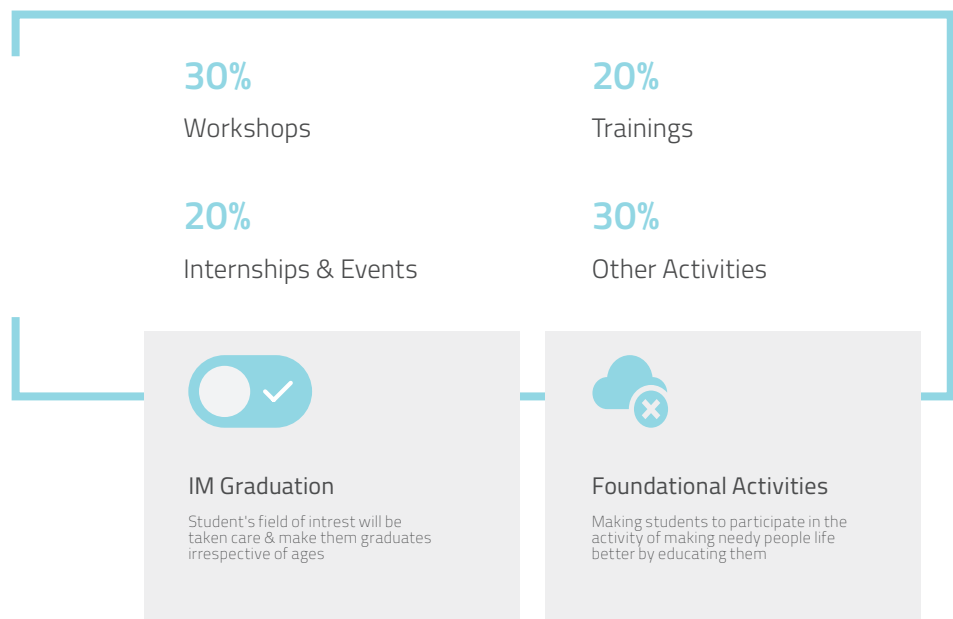 30%
Workshops
20%
Trainings
20%
Internships & Events
30%
Other Activities
IM Graduation
Student's field of intrest will be
taken care & make them graduates
irrespective of ages
Foundational Activities
Making students to participate in the
activity of making needy people life
better by educating them